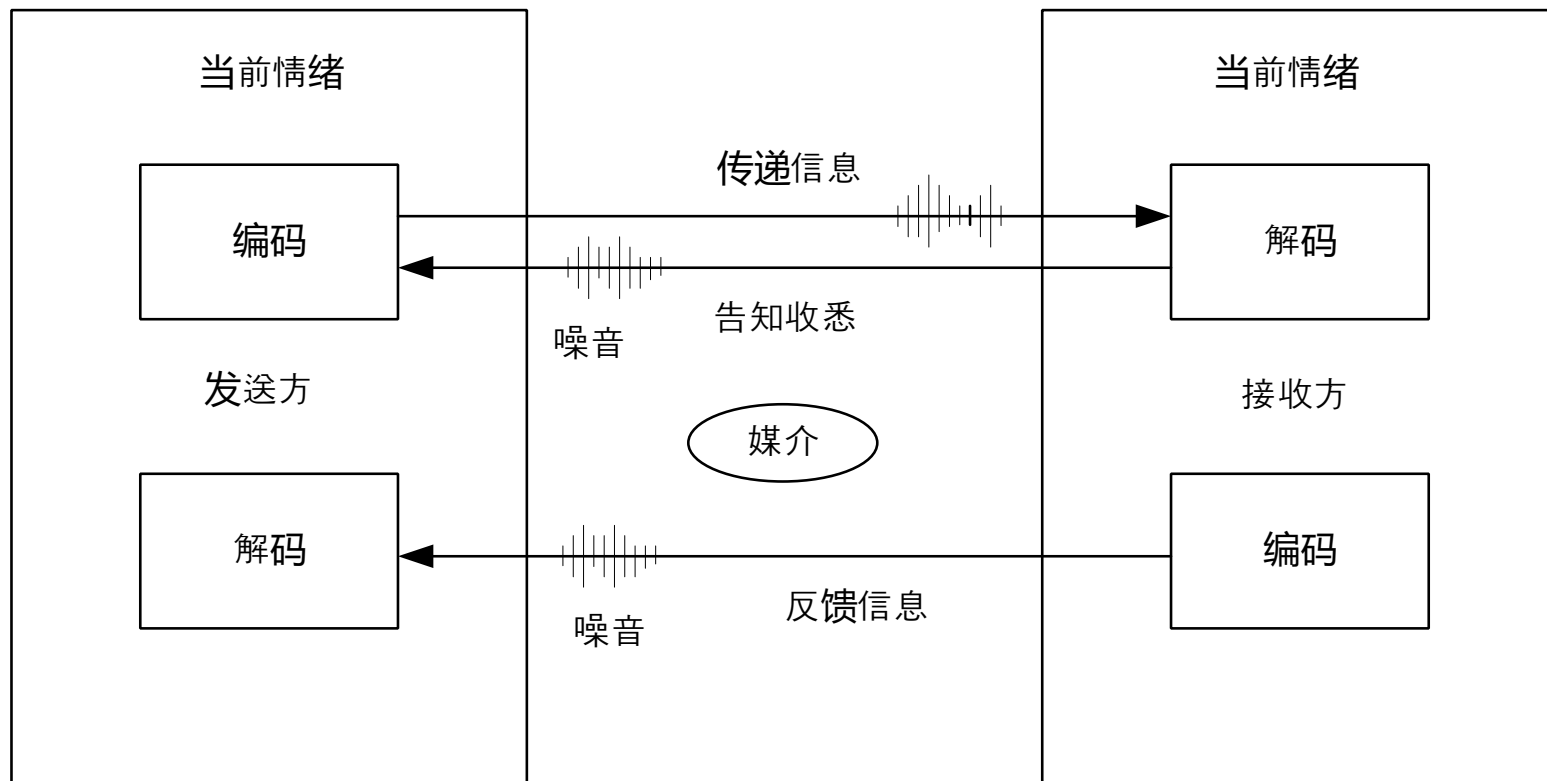 当前情绪
当前情绪
传递信息
编码
解码
告知收悉
噪音
发送方
接收方
媒介
解码
编码
反馈信息
噪音